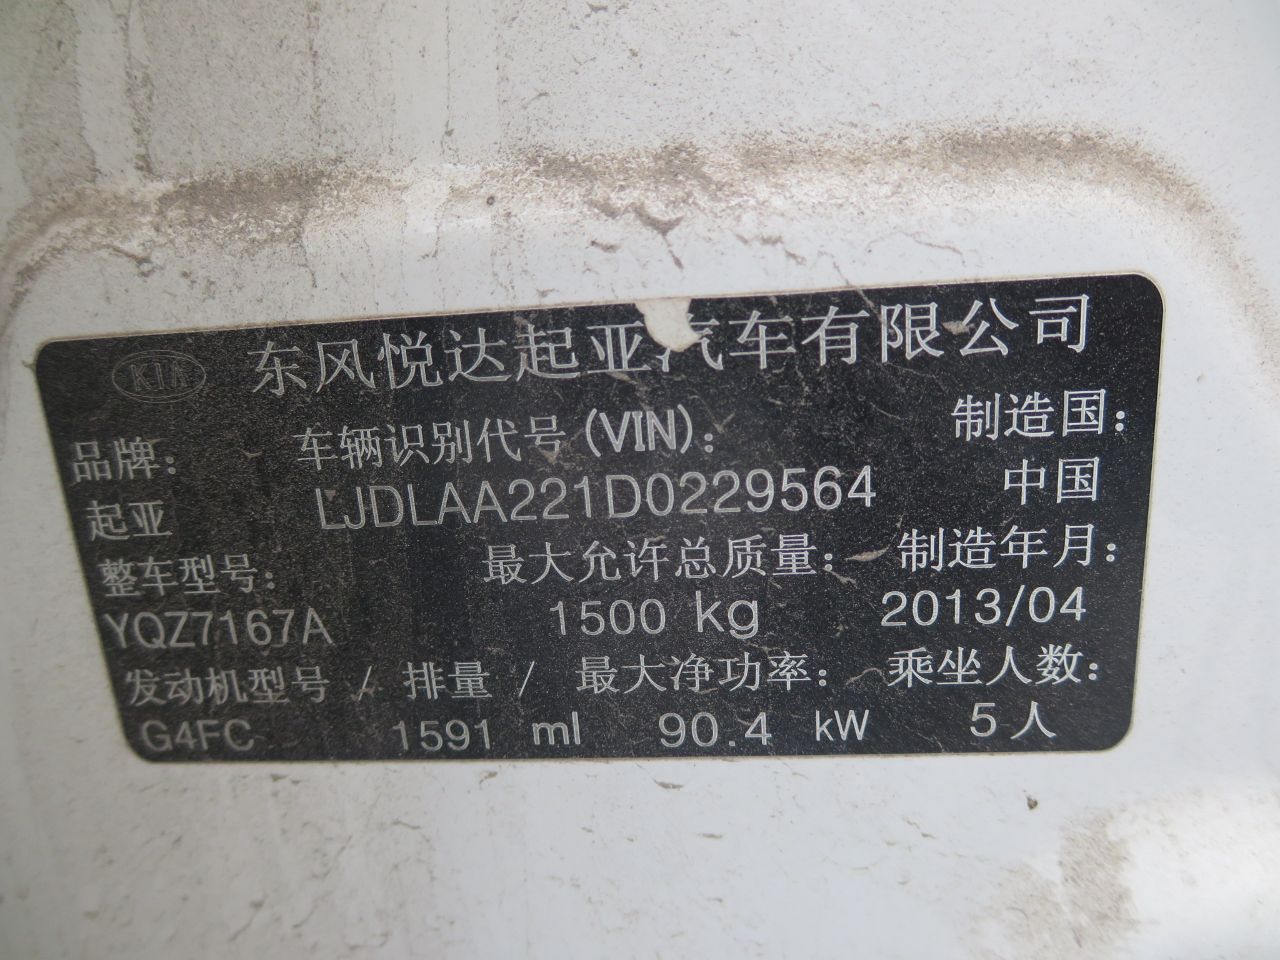 KIA 东风悦达起亚汽车有限公司
品牌： 车辆识别代号(VIN)： 制造国：
起亚 LJDLAA221D0229564 中国
整车型号： 最大允许总质量： 制造年月：
YQZ7167A 1500 kg 2013/04
发动机型号 / 排量 / 最大净功率： 乘坐人数：
G4FC 1591 ml 90.4 kW 5人